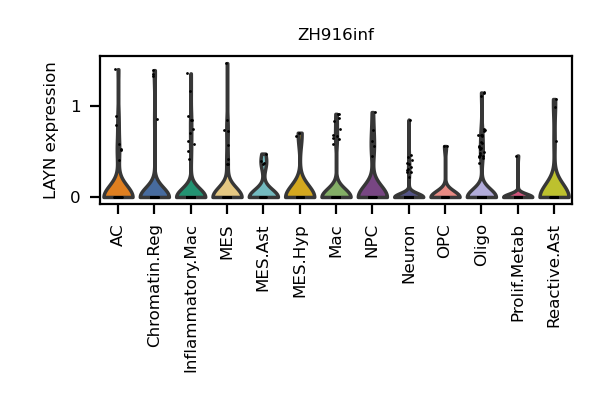 ZH916inf
LAYN expression
1
0
AC
Chromatin.Reg
Inflammatory.Mac
MES
MES.Ast
MES.Hyp
Mac
NPC
Neuron
OPC
Oligo
Prolif.Metab
Reactive.Ast